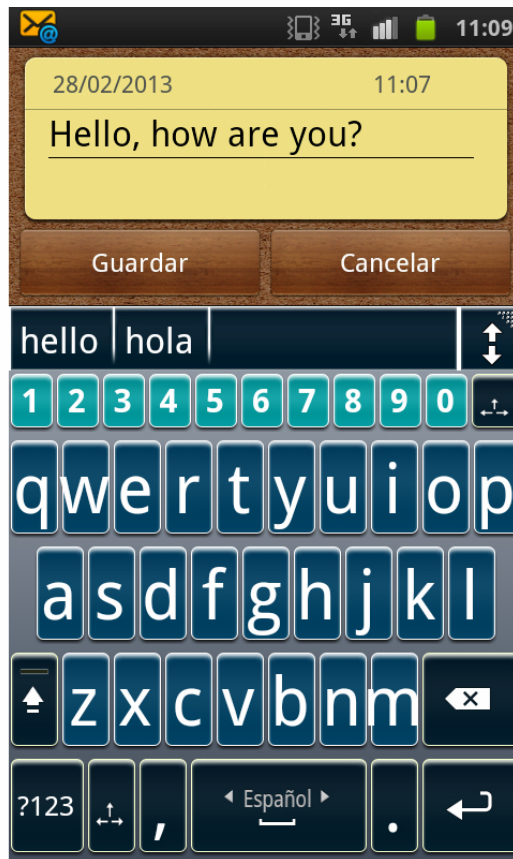 3G 11:09
28/02/2013 11:07
Hello, how are you?
Guardar Cancelar
hello hola
1 2 3 4 5 6 7 8 9 0
q w e r t y u i o p
a s d f g h j k l
z x c v b n m
?123 , Español .